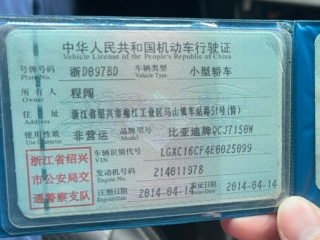 中华人民共和国机动车行驶证
Vehicle License of the People's Republic of China
号牌号码 浙D897BD 车辆类型 小型轿车
Plate No. Vehicle Type
所有人 程闯
Owner
住址 浙江省绍兴市袍江工业区马山镇车站路51号(暂)
Address
使用性质 非营运 品牌型号 比亚迪牌QCJ7150W
浙江省绍兴市公安局交通警察支队
车辆识别代号 LGXC16CF4E0025099
VIN
发动机号码 214011978
Engine No.
注册日期 2014-04-14 发证日期 2014-04-14
Register Date Issue Date